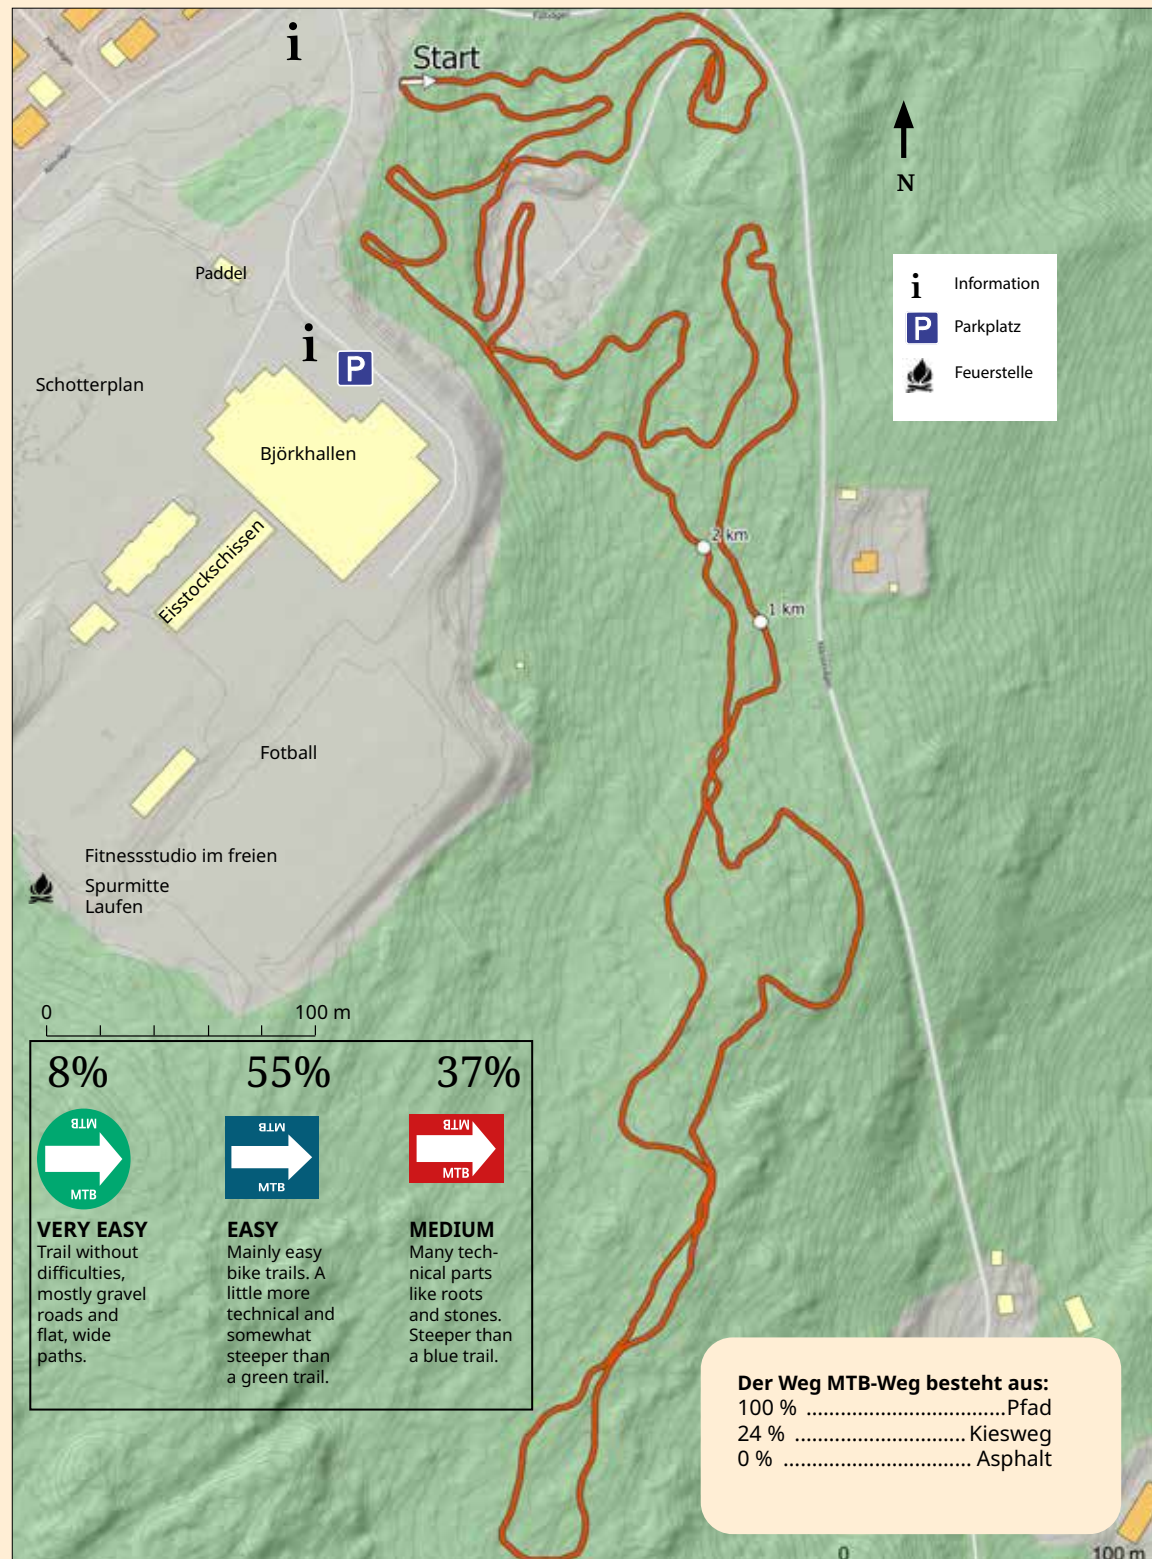 i
Start
N
Paddel
i
P
Schotterplan
Björkhallen
Eisstockschissen
Fotball
i Information
P Parkplatz
Feuerstelle
2 km
1 km
Fitnessstudio im freien
Spurmitte
Laufen
0 100 m
8% 55% 37%
MTB MTB MTB
MTB MTB MTB
VERY EASY
Trail without
difficulties,
mostly gravel
roads and
flat, wide
paths.
EASY
Mainly easy
bike trails. A
little more
technical and
somewhat
steeper than
a green trail.
MEDIUM
Many tech-
nical parts
like roots
and stones.
Steeper than
a blue trail.
Der Weg MTB-Weg besteht aus:
100 % ...................................Pfad
24 % .............................. Kiesweg
0 % ................................. Asphalt
0 100 m